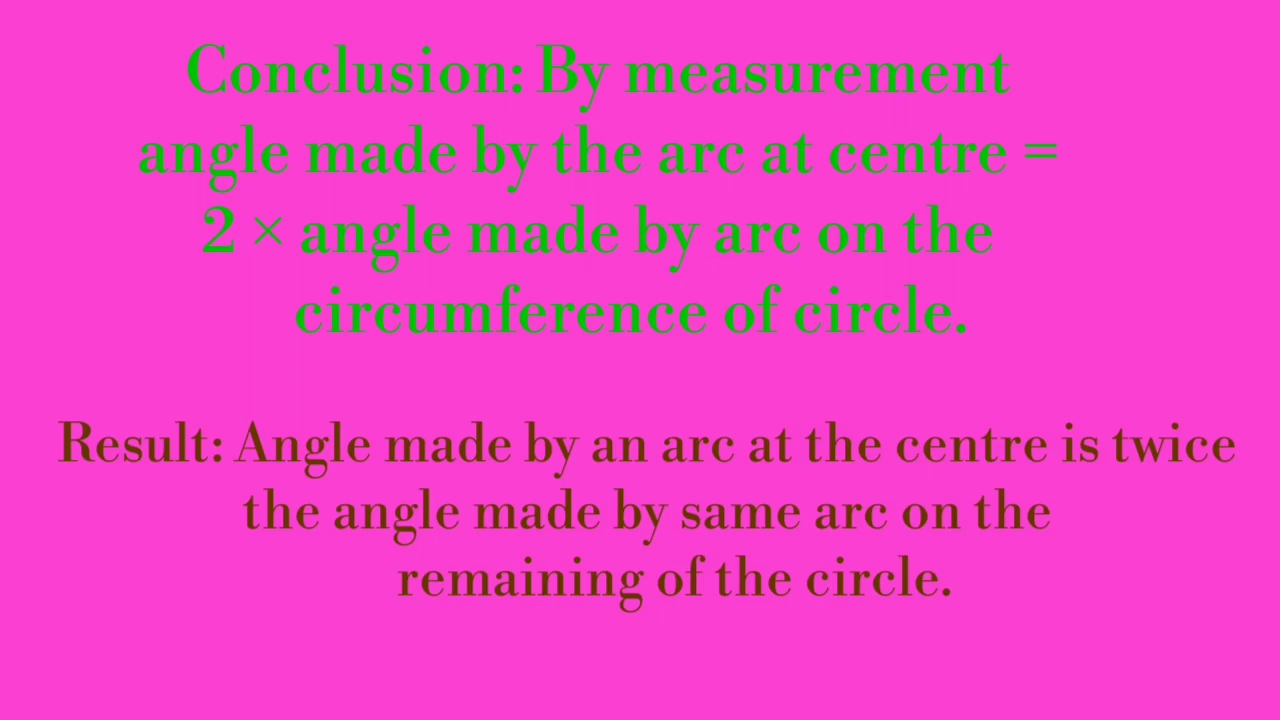 Conclusion: By measurement
angle made by the arc at centre =
2 × angle made by arc on the
circumference of circle.
Result: Angle made by an arc at the centre is twice
the angle made by same arc on the
remaining of the circle.